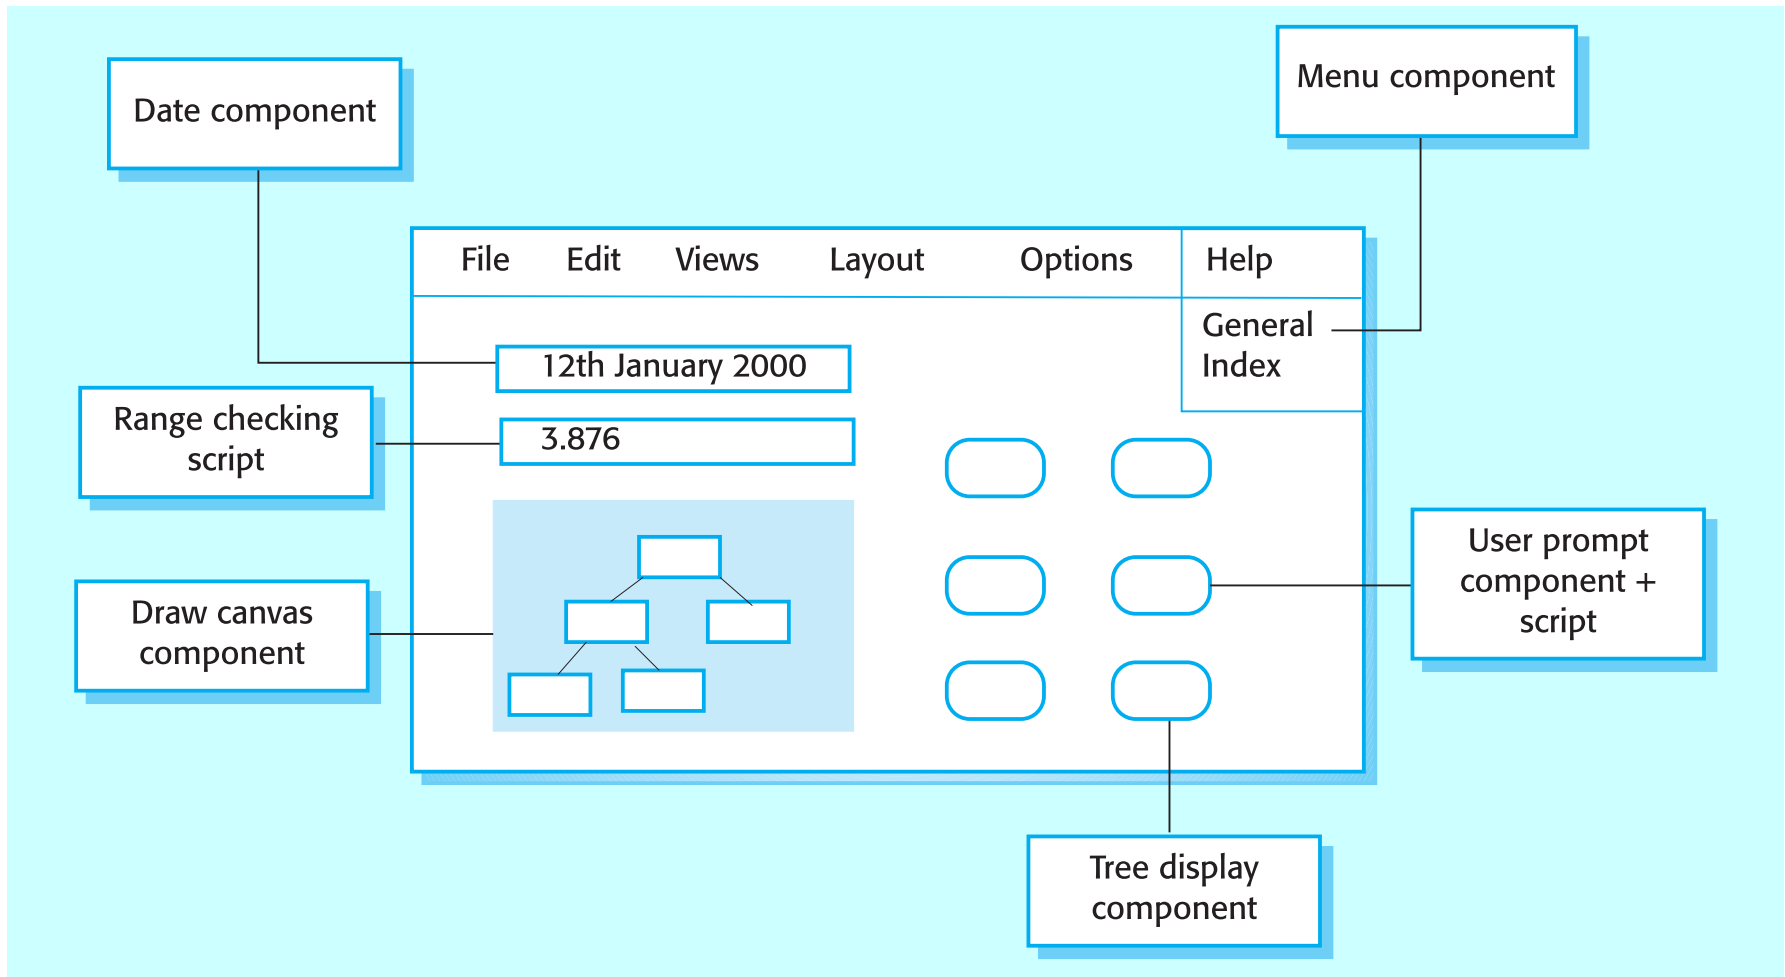 Date component
Menu component
File Edit Views Layout Options Help
General
Index
12th January 2000
Range checking
script
3.876
Draw canvas
component
User prompt
component +
script
Tree display
component